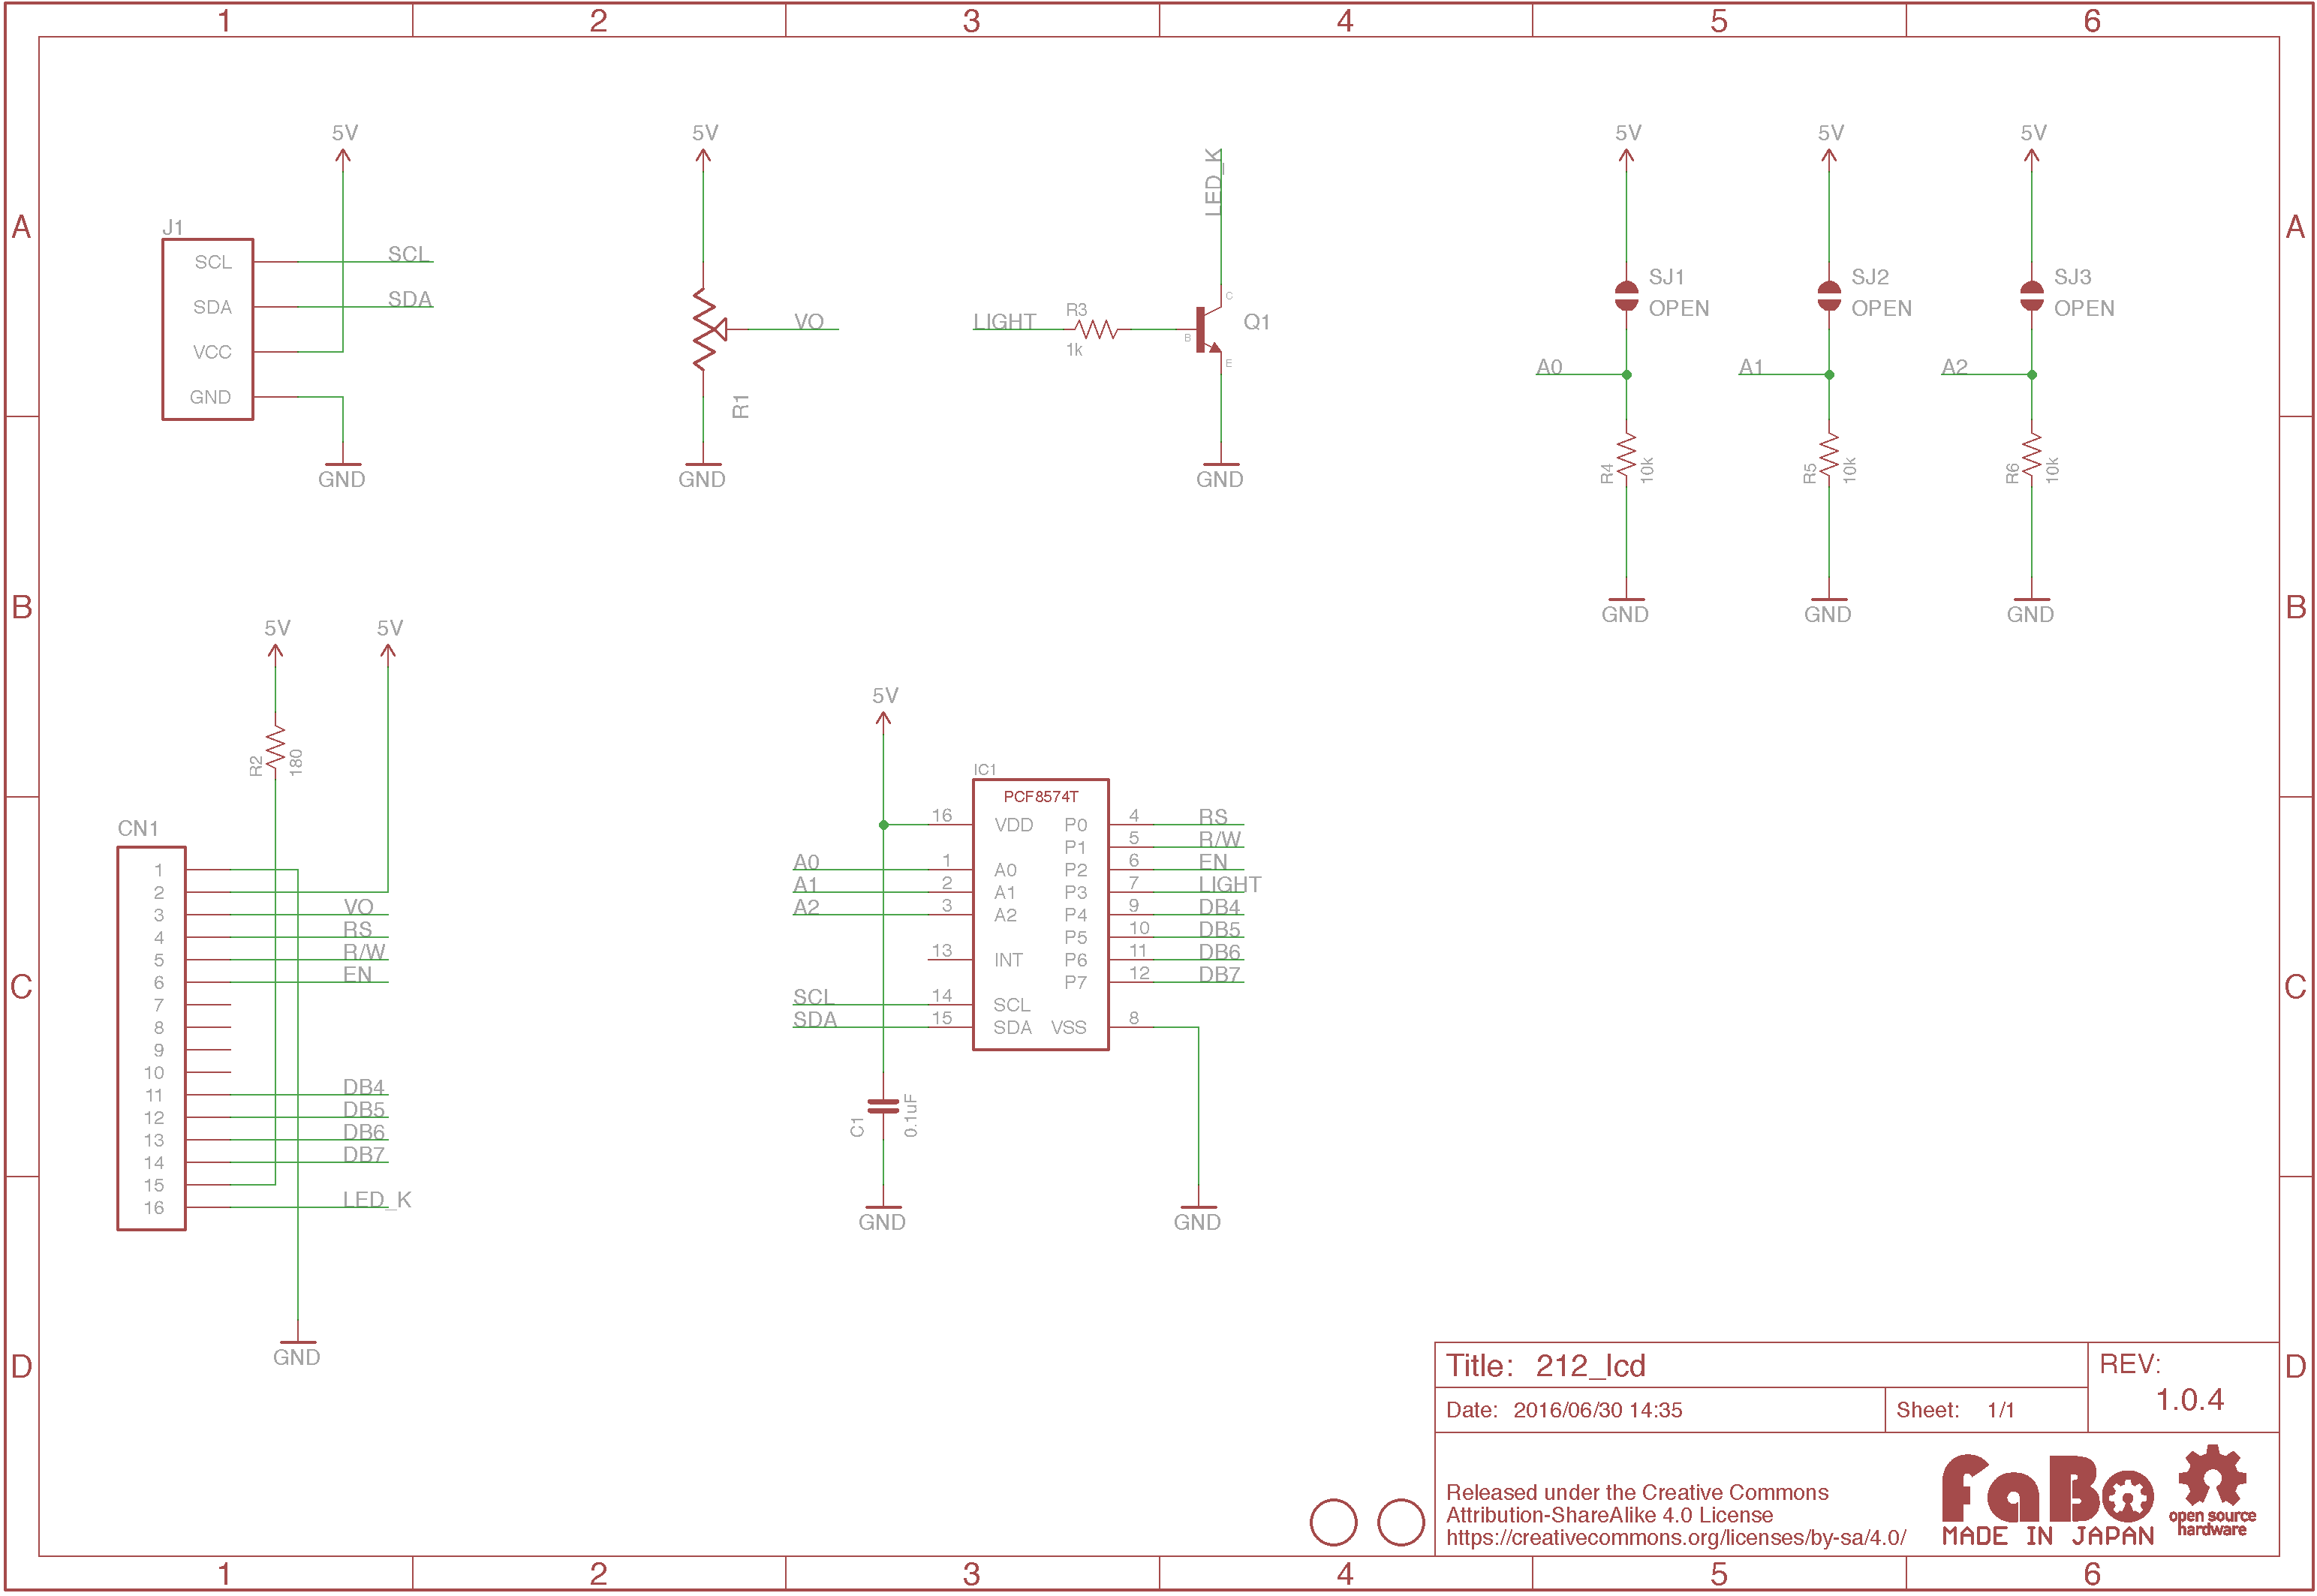 1 2 3 4 5 6
A A
B B
C C
D D
J1
5V
SCL SCL
SDA SDA
VCC
GND
GND
5V
VO
R1
GND
LED_K
LIGHT
R3
1k
C
B
E
Q1
GND
5V
SJ1
OPEN
A0
R4
10k
GND
5V
SJ2
OPEN
A1
R5
10k
GND
5V
SJ3
OPEN
A2
R6
10k
GND
5V 5V
R2
180
CN1
1
2
3 VO
4 RS
5 R/W
6 EN
7
8
9
10
11 DB4
12 DB5
13 DB6
14 DB7
15
16 LED_K
GND
5V
IC1
PCF8574T
16 VDD P0 4 RS
P1 5 R/W
A0 1 A0 P2 6 EN
A1 2 A1 P3 7 LIGHT
A2 3 A2 P4 9 DB4
P5 10 DB5
13 INT P6 11 DB6
P7 12 DB7
SCL 14 SCL
SDA 15 SDA VSS 8
C1
0.1uF
GND GND
Title: 212_lcd
REV:
1.0.4
Date: 2016/06/30 14:35
Sheet: 1/1
Released under the Creative Commons
Attribution-ShareAlike 4.0 License
https://creativecommons.org/licenses/by-sa/4.0/
FaBo
MADE IN JAPAN
open source
hardware
1 2 3 4 5 6